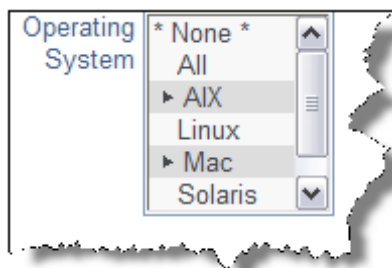 Operating
System
* None *
All
AIX
Linux
Mac
Solaris